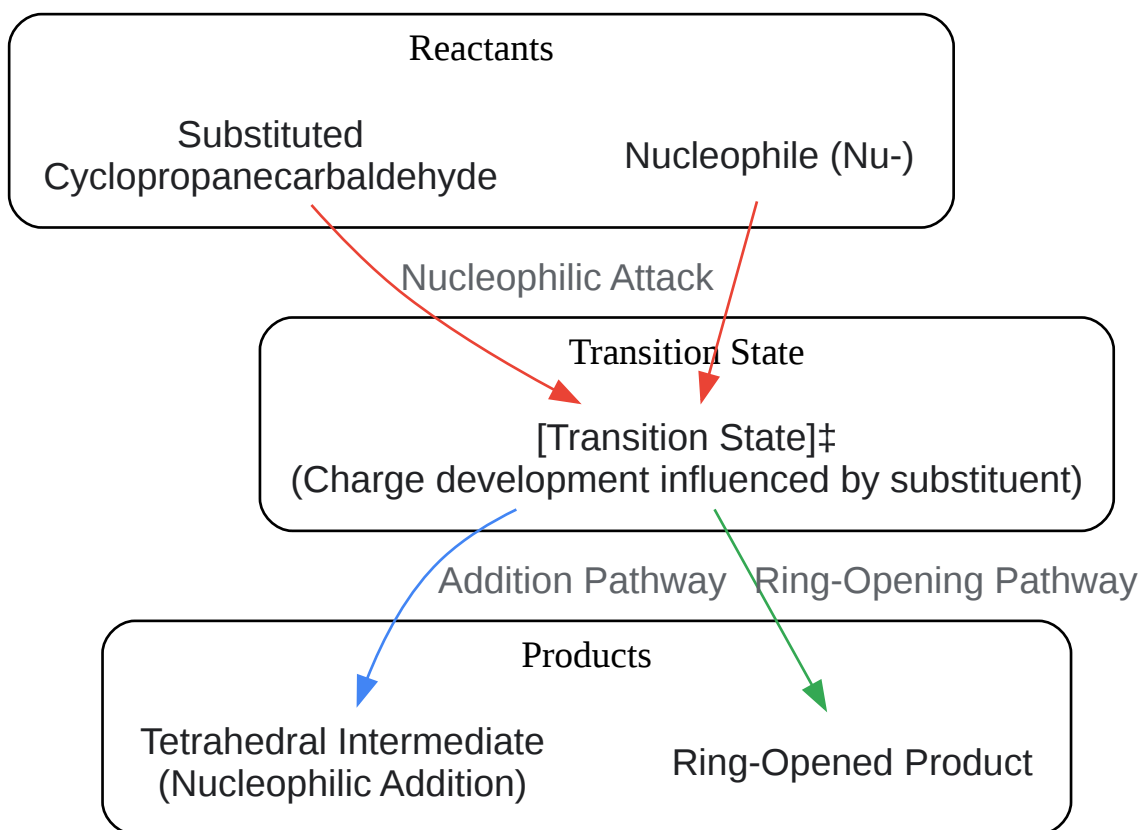 Reactants
Substituted
Cyclopropanecarbaldehyde
Nucleophile (Nu-)
Nucleophilic Attack
Transition State
[Transition State]‡
(Charge development influenced by substituent)
Addition Pathway
Ring-Opening Pathway
Products
Tetrahedral Intermediate
(Nucleophilic Addition)
Ring-Opened Product